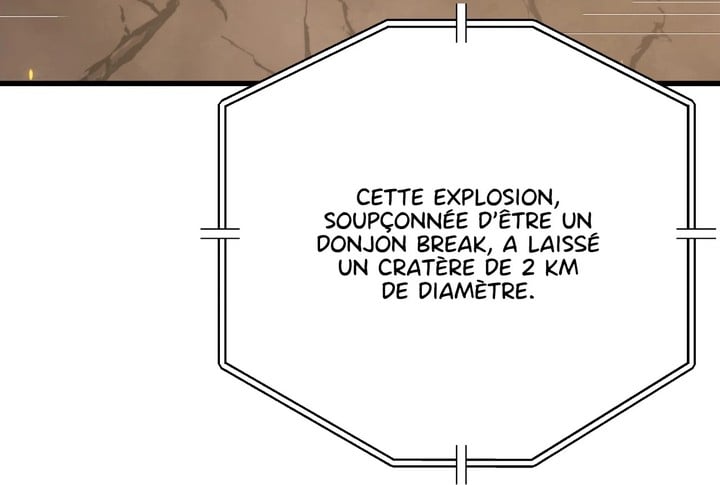 CETTE EXPLOSION,
SOUPÇONNÉE D'ÊTRE UN
DONJON BREAK, A LAISSÉ
UN CRATÈRE DE 2 KM
DE DIAMÈTRE.